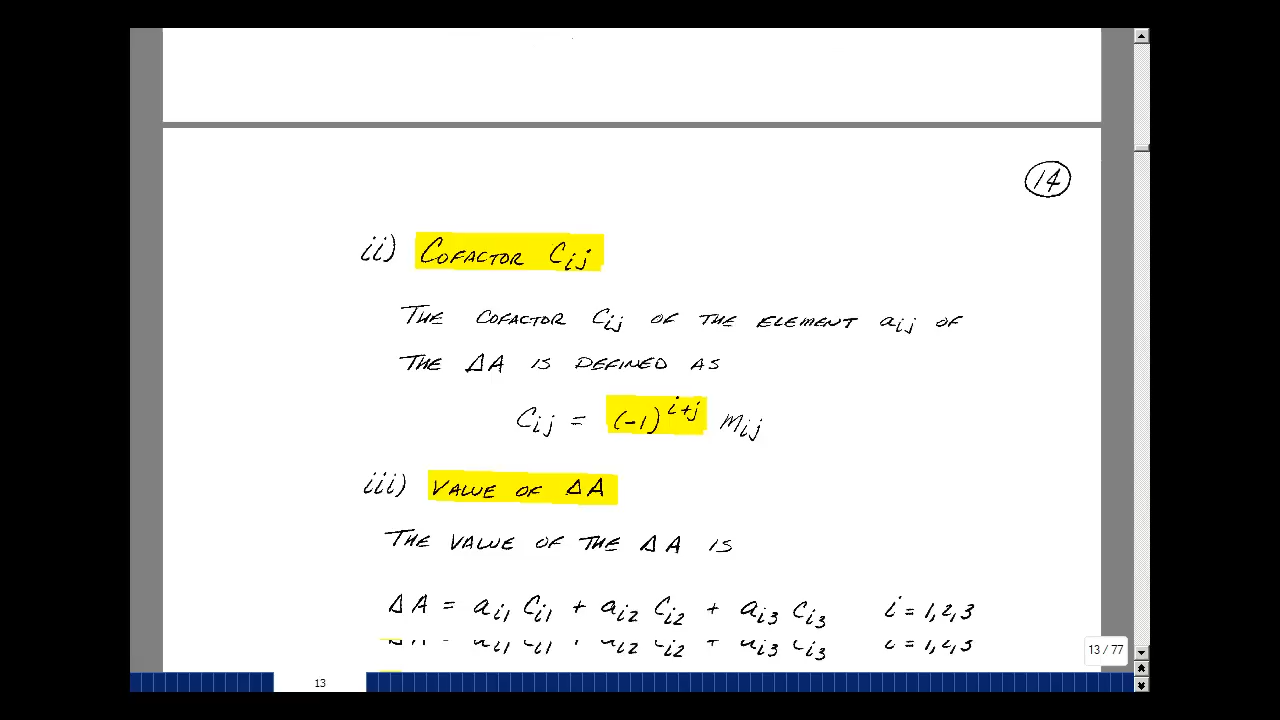 14
ii) COFACTOR Cij
THE COFACTOR Cij OF THE ELEMENT aij OF
THE ΔA IS DEFINED AS
Cij = (-1)^i+j mij
iii) VALUE OF ΔA
THE VALUE OF THE ΔA IS
ΔA = ai1 Ci1 + ai2 Ci2 + ai3 Ci3 i = 1,2,3
13 / 77
13